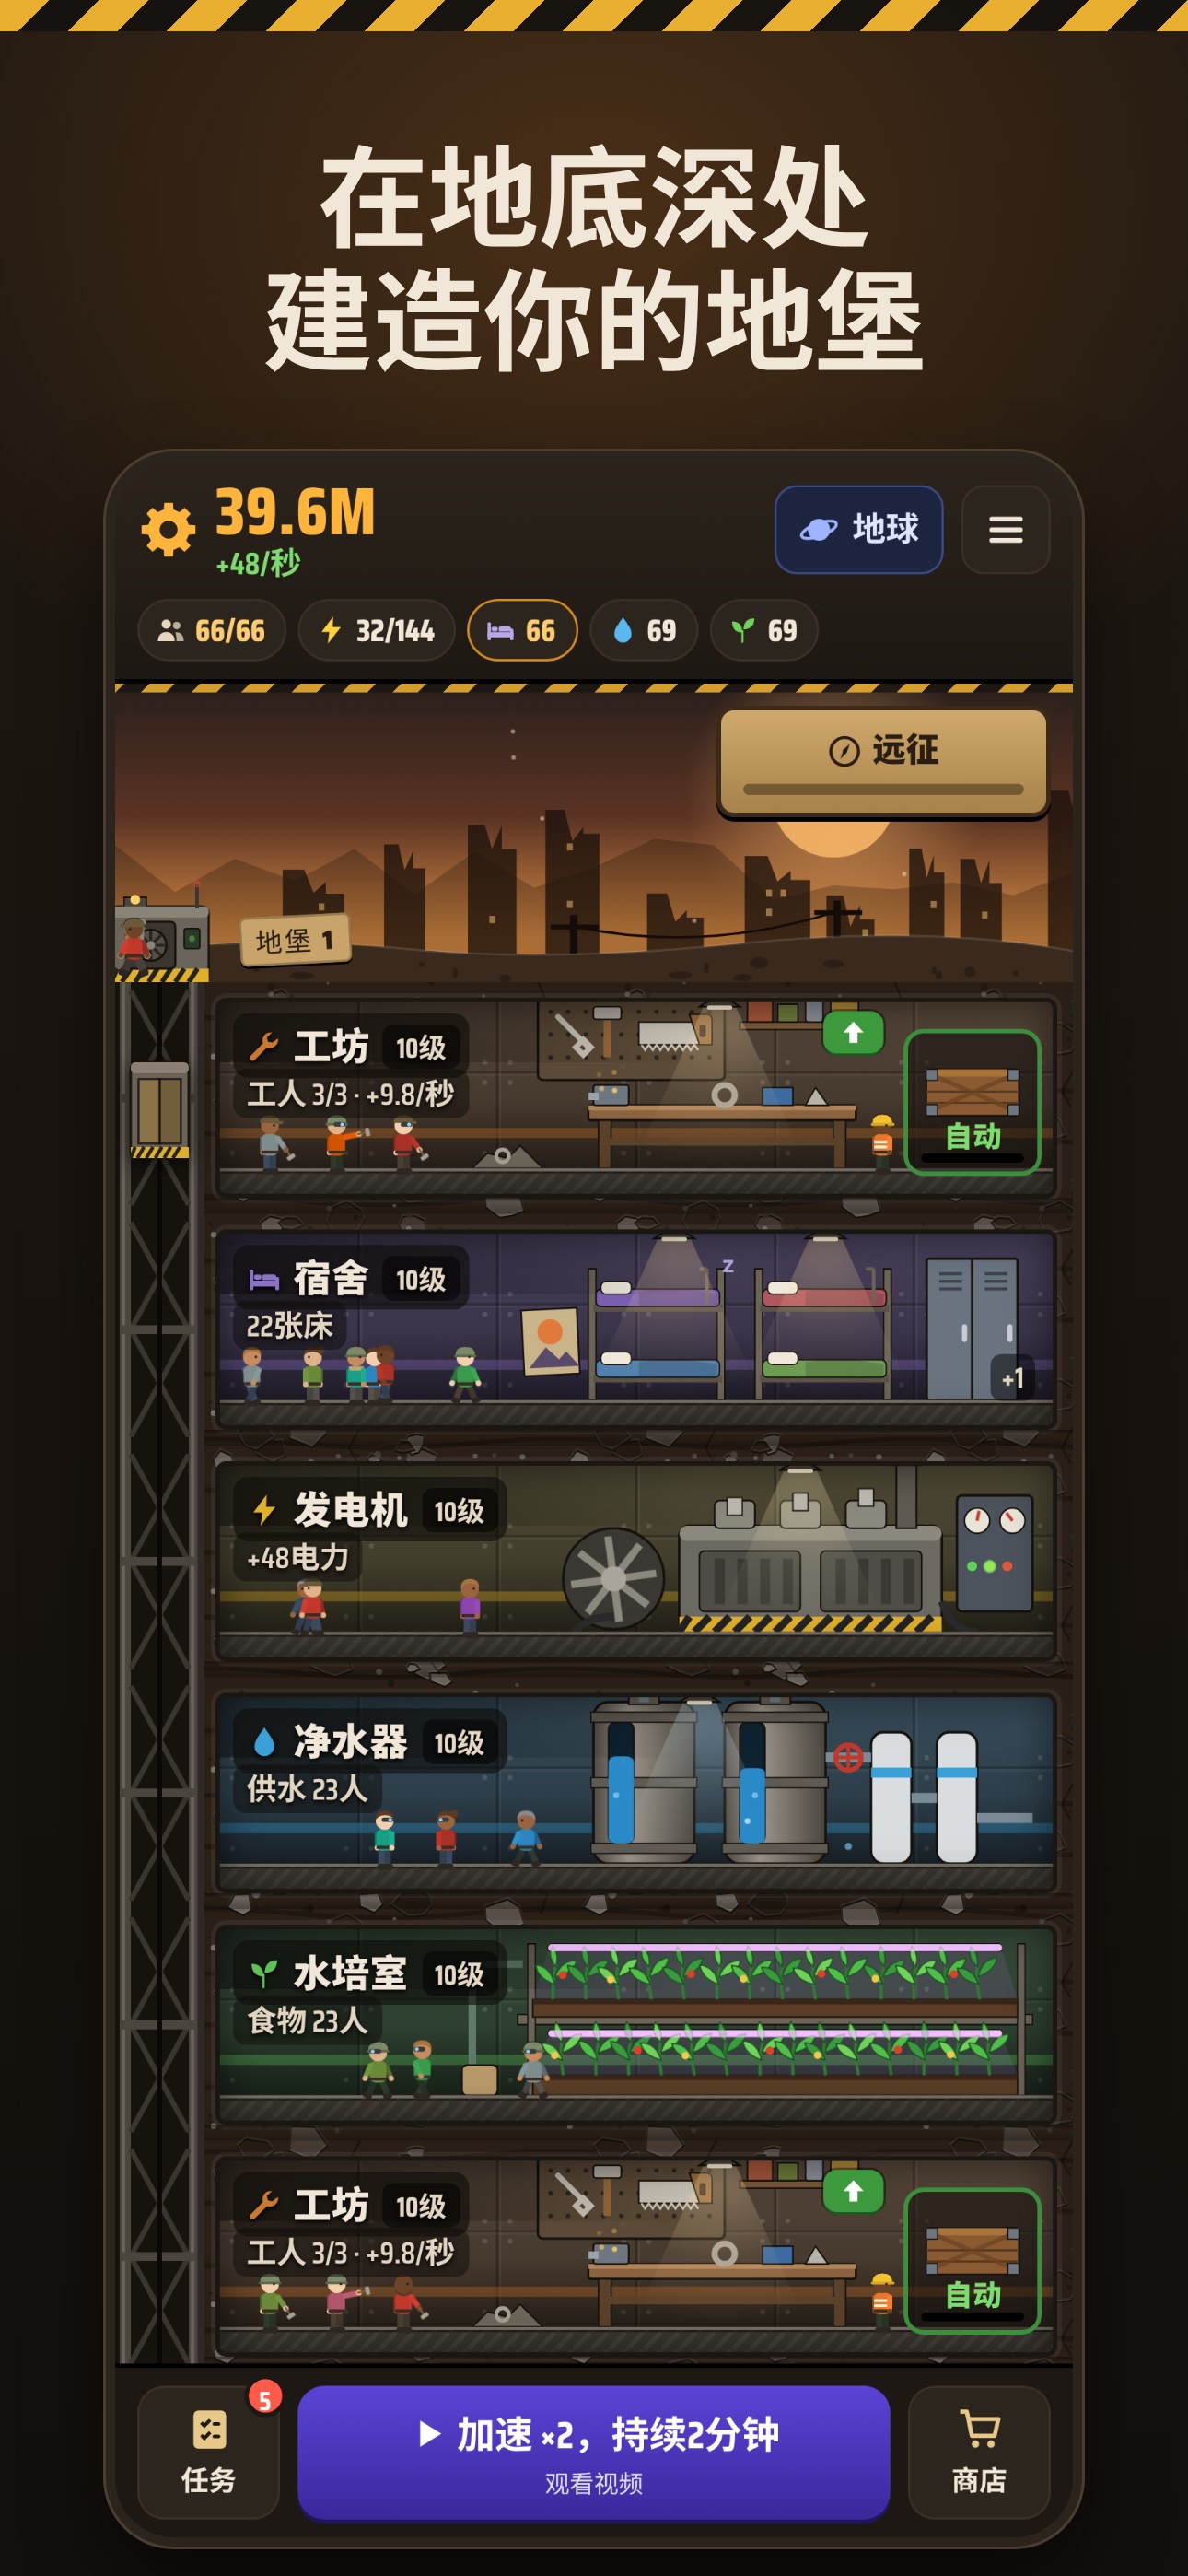 在地底深处
建造你的地堡
39.6M
+48/秒
地球
66/66
32/144
66
69
69
远征
地堡 1
工坊 10级
工人 3/3 · +9.8/秒
自动
宿舍 10级
22张床
z
+1
发电机 10级
+48电力
净水器 10级
供水 23人
水培室 10级
食物 23人
工坊 10级
工人 3/3 · +9.8/秒
自动
5
任务
加速 ×2，持续2分钟
观看视频
商店